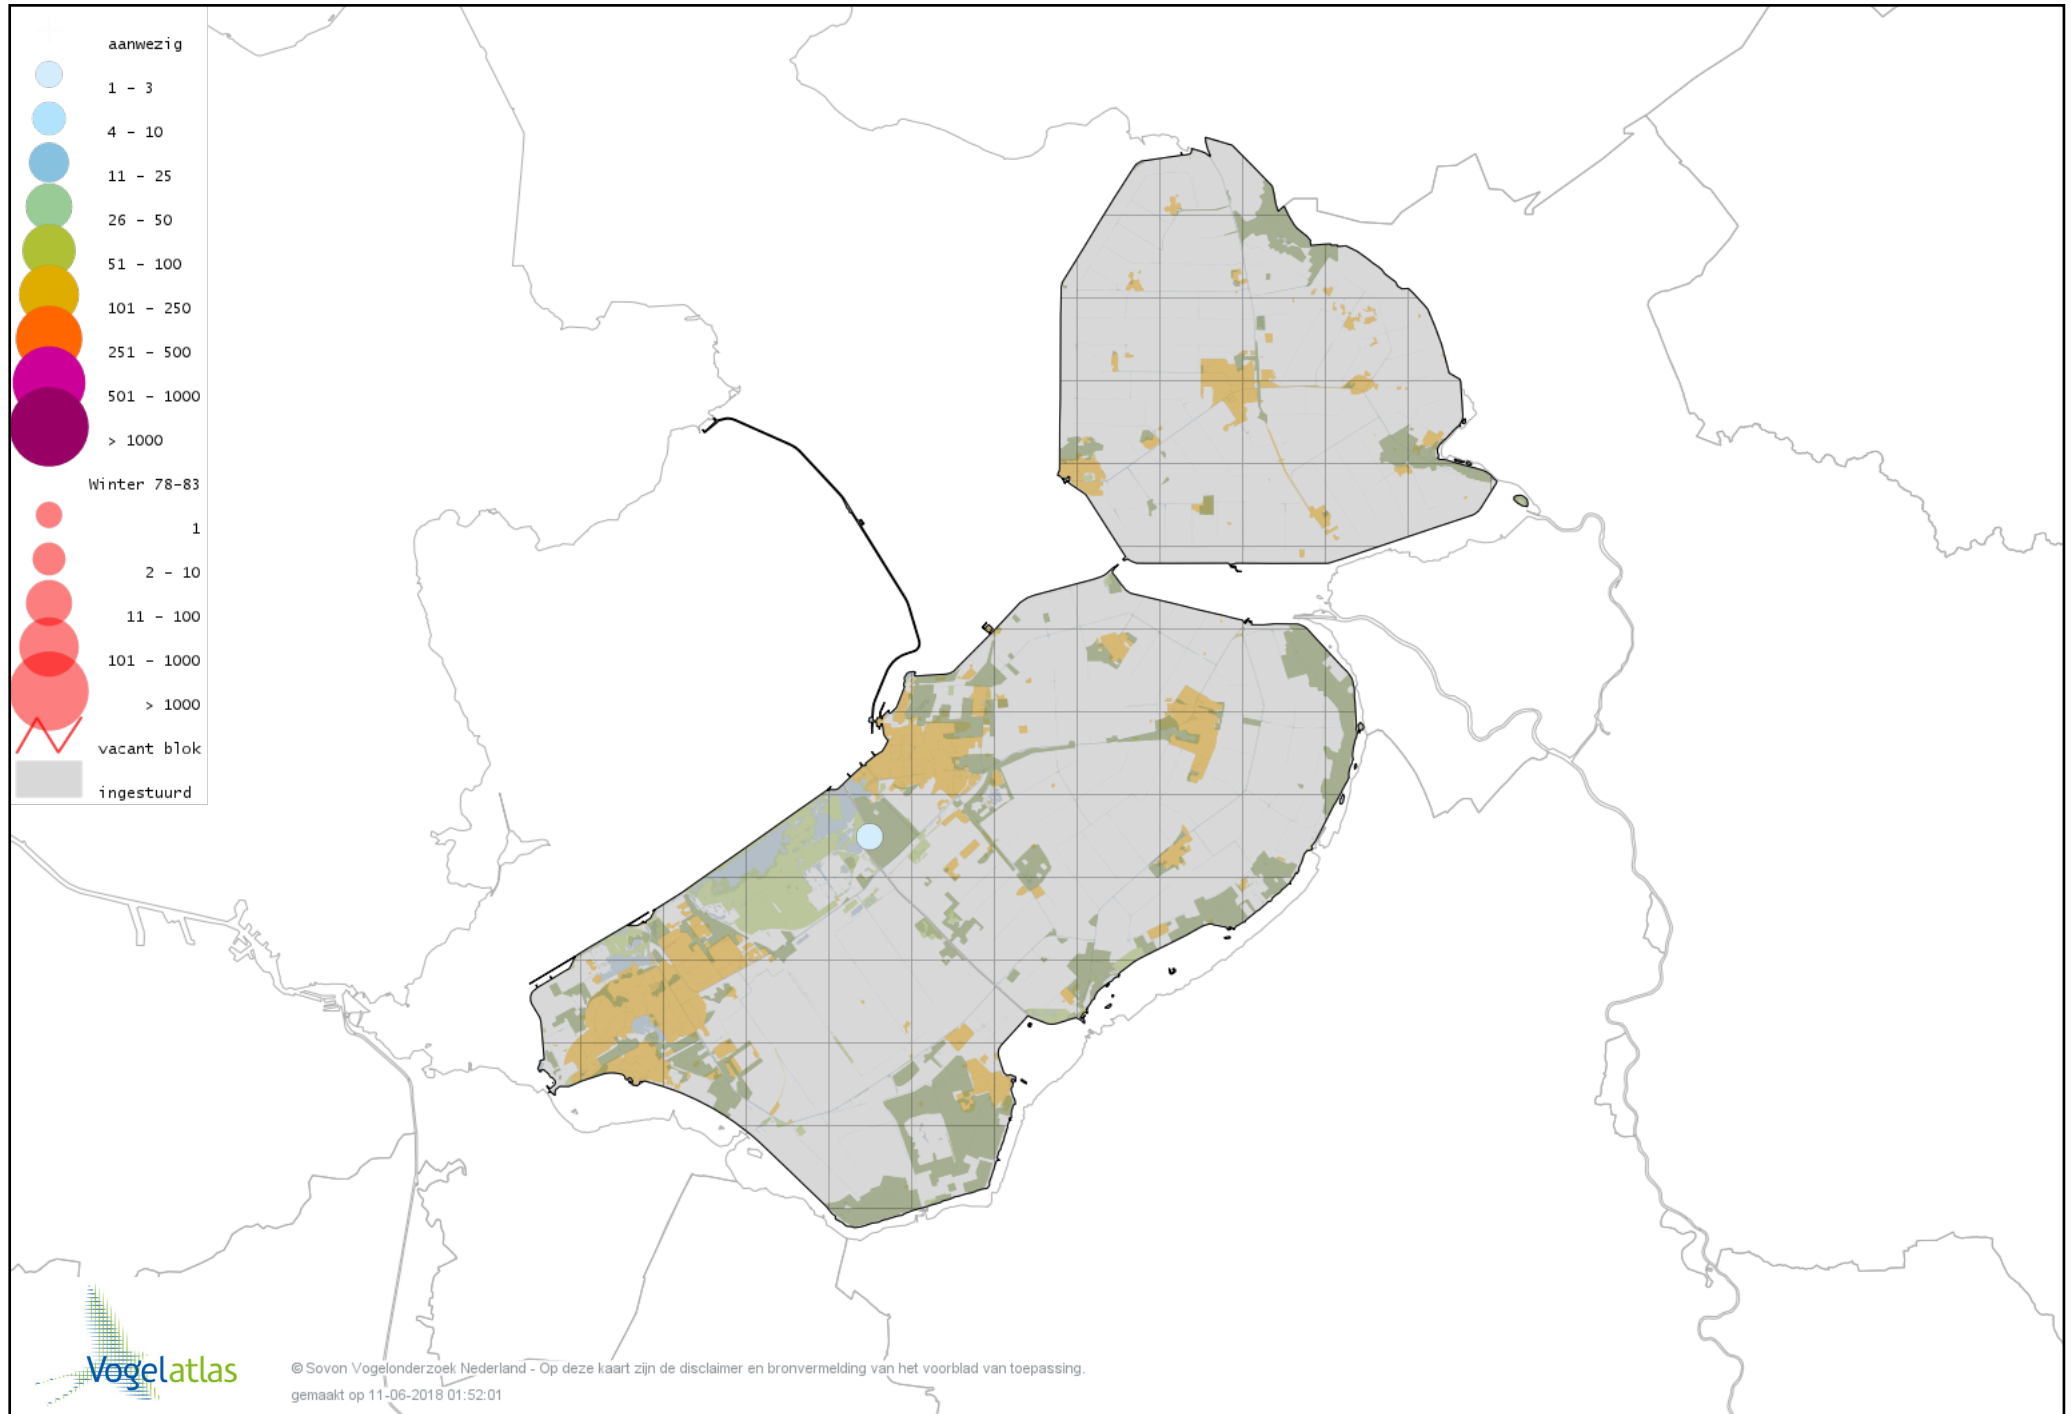 aanwezig
1 – 3
4 – 10
11 – 25
26 – 50
51 – 100
101 – 250
251 – 500
501 – 1000
> 1000
Winter 78-83
1
2 – 10
11 – 100
101 – 1000
> 1000
vacant blok
ingestuurd
Vogelatlas
© Sovon Vogelonderzoek Nederland - Op deze kaart zijn de disclaimer en bronvermelding van het voorblad van toepassing.
gemaakt op 11-06-2018 01:52:01